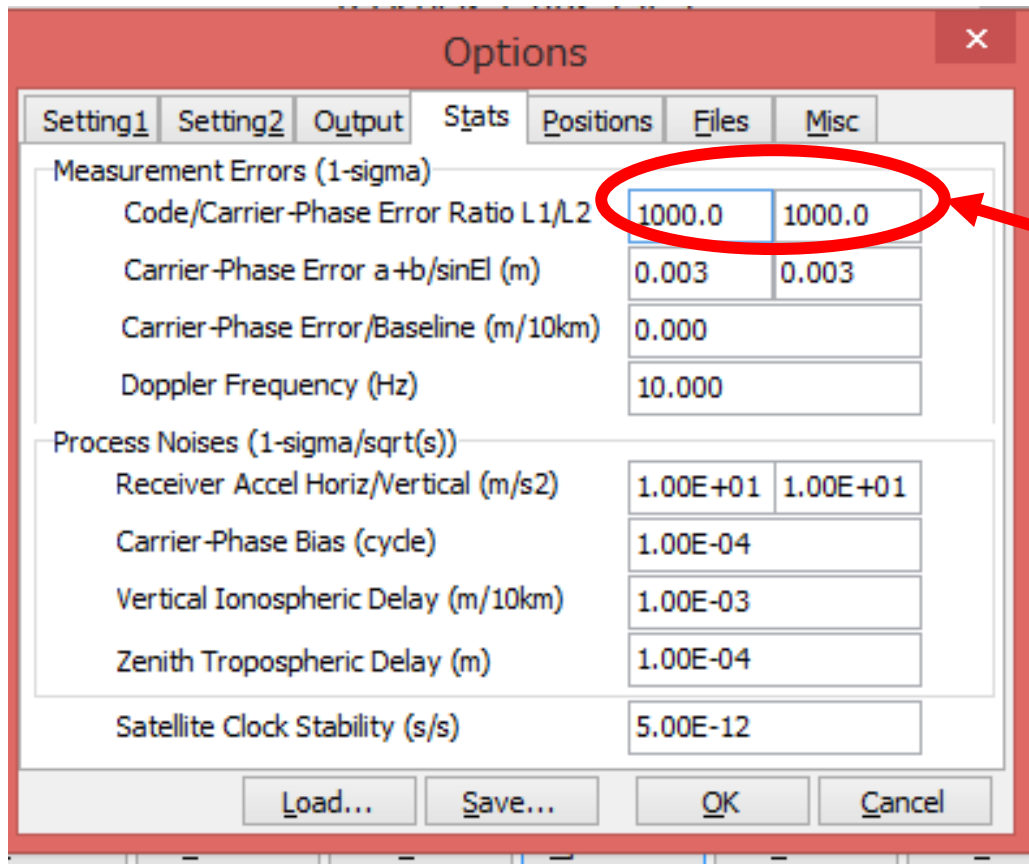 Options
Setting1 Setting2 Output Stats Positions Files Misc
Measurement Errors (1-sigma)
Code/Carrier-Phase Error Ratio L1/L2 1000.0 1000.0
Carrier-Phase Error a+b/sinEl (m) 0.003 0.003
Carrier-Phase Error/Baseline (m/10km) 0.000
Doppler Frequency (Hz) 10.000
Process Noises (1-sigma/sqrt(s))
Receiver Accel Horiz/Vertical (m/s2) 1.00E+01 1.00E+01
Carrier-Phase Bias (cycle) 1.00E-04
Vertical Ionospheric Delay (m/10km) 1.00E-03
Zenith Tropospheric Delay (m) 1.00E-04
Satellite Clock Stability (s/s) 5.00E-12
Load... Save... OK Cancel